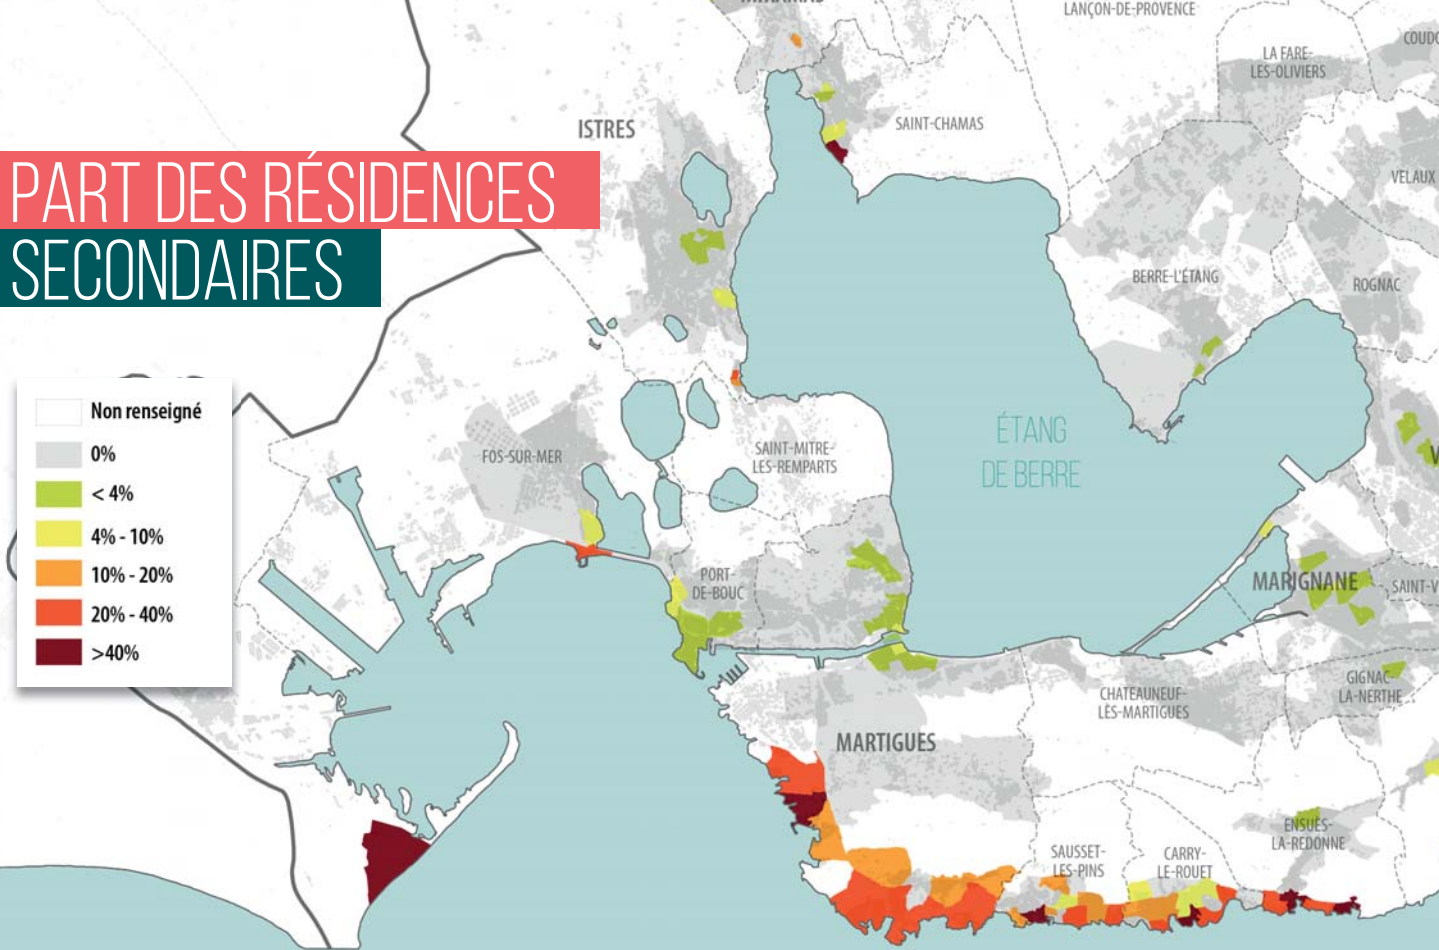 LANÇON-DE-PROVENCE
LA FARE-
LES-OLIVIERS
ISTRES
SAINT-CHAMAS
PART DES RÉSIDENCES
SECONDAIRES
VELAUX
BERRE-L'ÉTANG
ROGNAC
Non renseigné
0%
< 4%
4% - 10%
10% - 20%
20% - 40%
>40%
FOS-SUR-MER
SAINT-MITRE-
LES-REMPARTS
ÉTANG
DE BERRE
PORT-
DE-BOUC
MARIGNANE
SAINT-V
GIGNAC-
LA-NERTHE
CHATEAUNEUF-
LÈS-MARTIGUES
MARTIGUES
ENSUÈS-
LA-REDONNE
SAUSSET-
LES-PINS
CARRY-
LE-ROUET